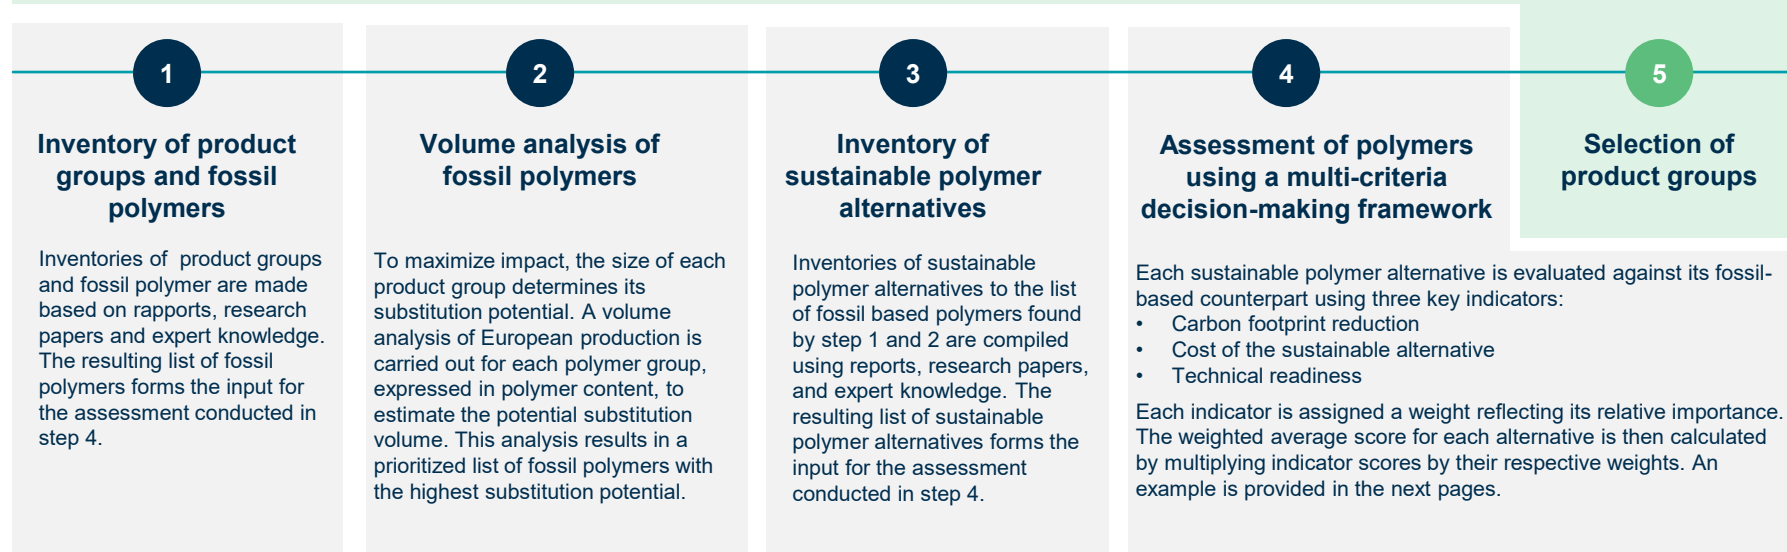 1
Inventory of product
groups and fossil
polymers
Inventories of  product groups
and fossil polymer are made
based on rapports, research
papers and expert knowledge.
The resulting list of fossil
polymers forms the input for
the assessment conducted in
step 4.
2
Volume analysis of
fossil polymers
To maximize impact, the size of each
product group determines its
substitution potential. A volume
analysis of European production is
carried out for each polymer group,
expressed in polymer content, to
estimate the potential substitution
volume. This analysis results in a
prioritized list of fossil polymers with
the highest substitution potential.
3
Inventory of
sustainable polymer
alternatives
Inventories of sustainable
polymer alternatives to the list
of fossil based polymers found
by step 1 and 2 are compiled
using reports, research papers,
and expert knowledge. The
resulting list of sustainable
polymer alternatives forms the
input for the assessment
conducted in step 4.
4
Assessment of polymers
using a multi-criteria
decision-making framework
Each sustainable polymer alternative is evaluated against its fossil-
based counterpart using three key indicators:
• Carbon footprint reduction
• Cost of the sustainable alternative
• Technical readiness
Each indicator is assigned a weight reflecting its relative importance.
The weighted average score for each alternative is then calculated
by multiplying indicator scores by their respective weights. An
example is provided in the next pages.
5
Selection of
product groups